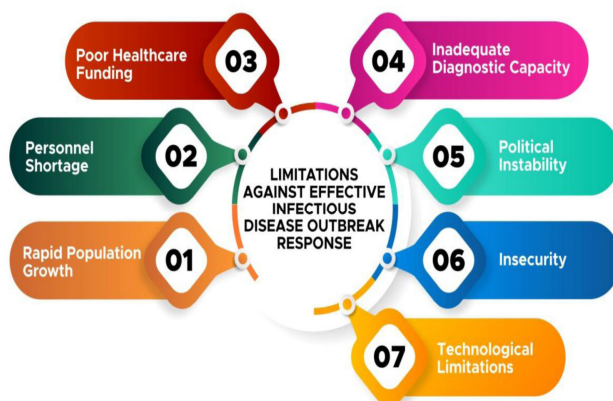 LIMITATIONS
AGAINST EFFECTIVE
INFECTIOUS
DISEASE OUTBREAK
RESPONSE
01
Rapid Population
Growth
02
Personnel
Shortage
03
Poor Healthcare
Funding
04
Inadequate
Diagnostic Capacity
05
Political
Instability
06
Insecurity
07
Technological
Limitations